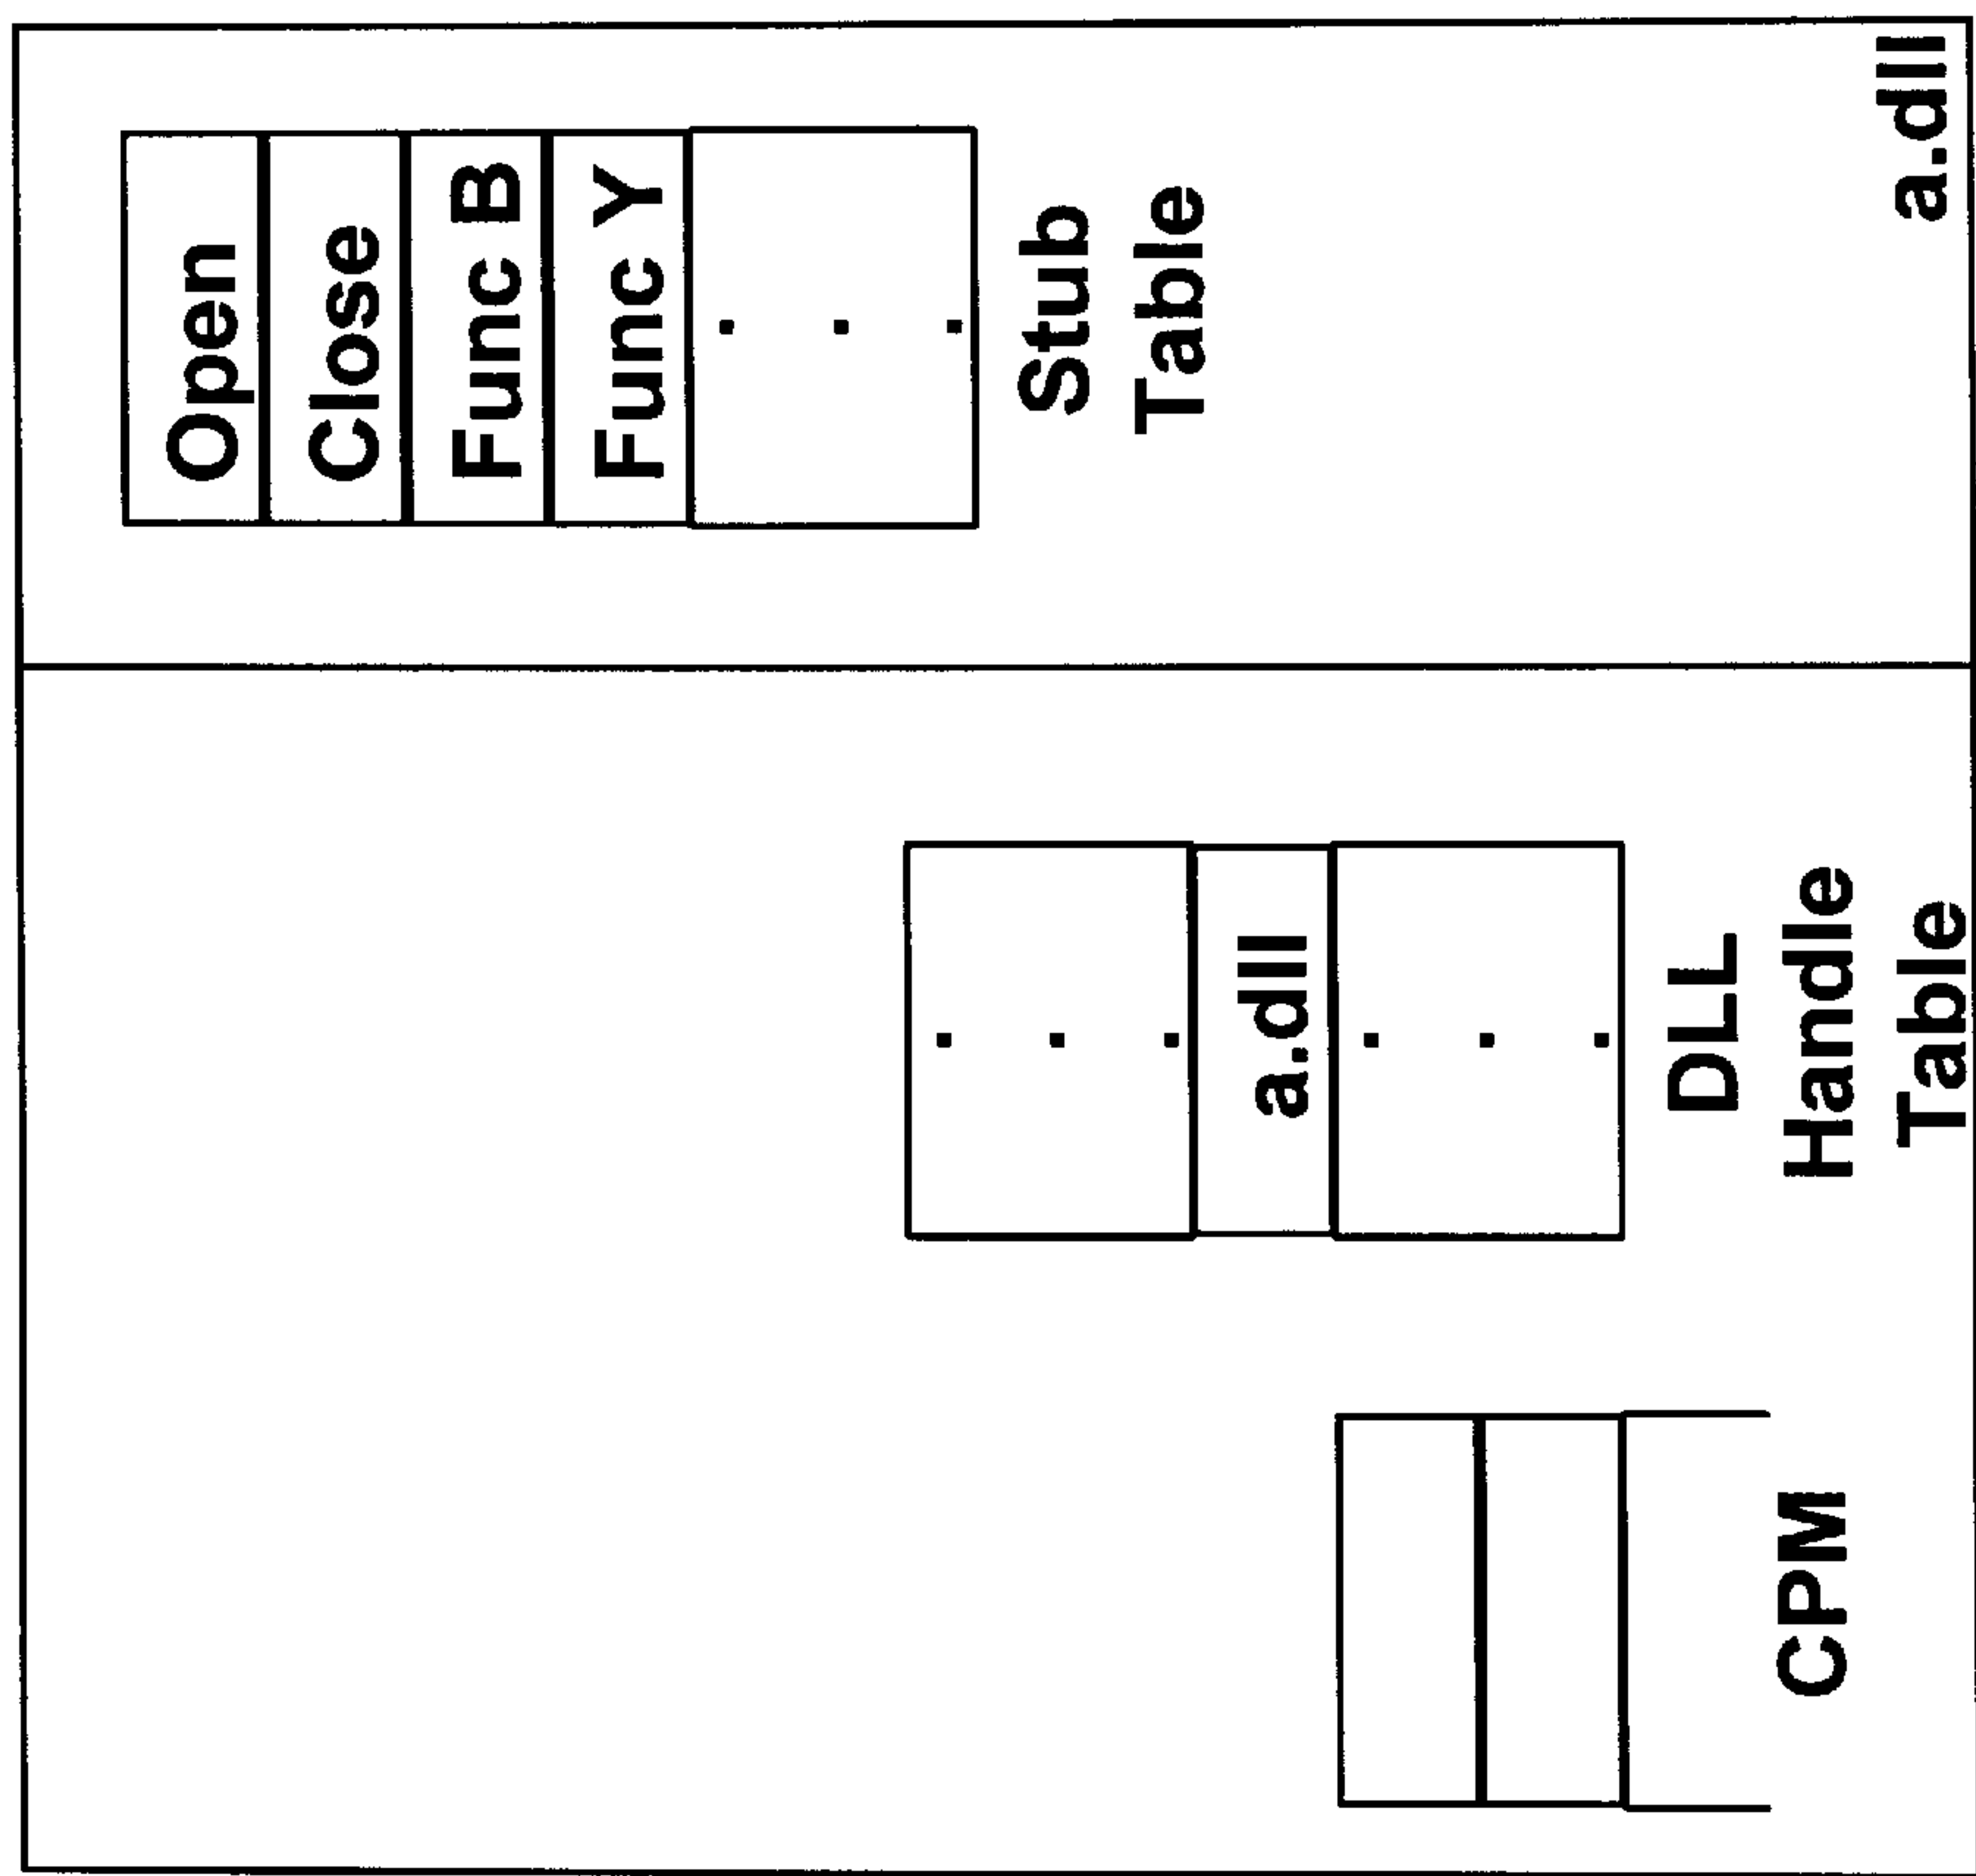 CPM
a.dll
DLL
Handle
Table
Open
Close
Func B
Func Y
Stub
Table
a.dll